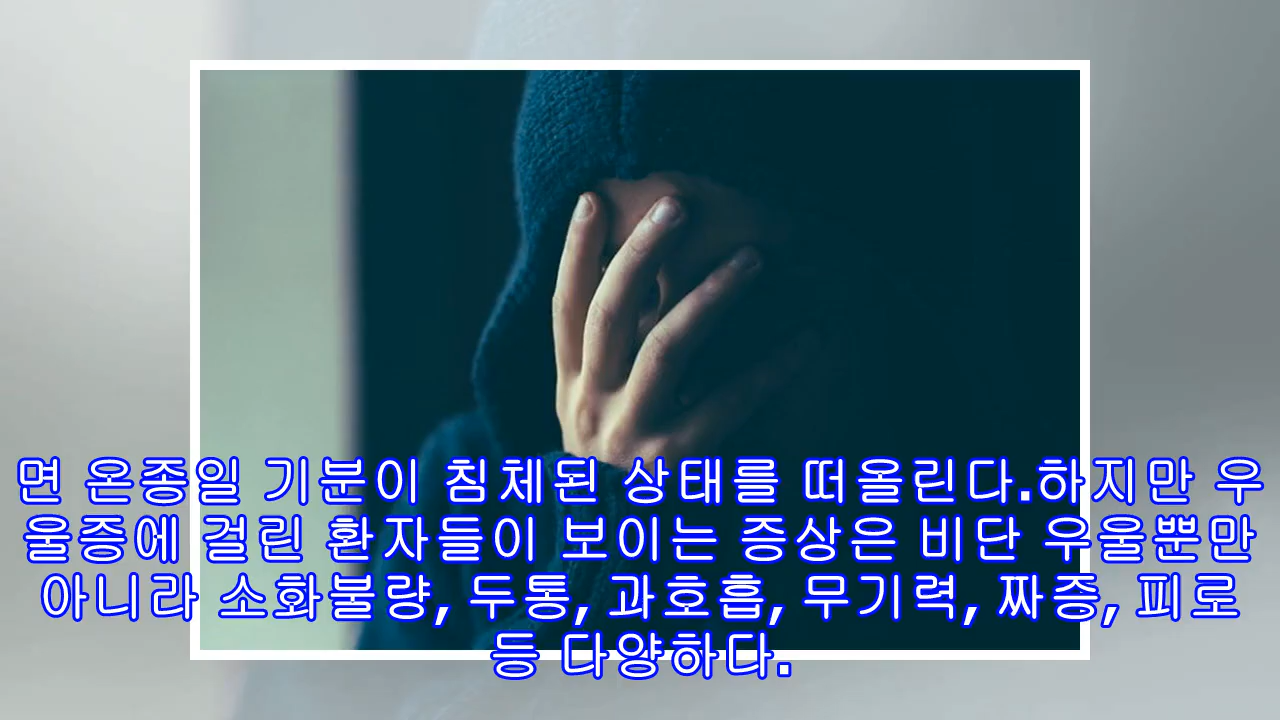 면 온종일 기분이 침체된 상태를 떠올린다.하지만 우
울증에 걸린 환자들이 보이는 증상은 비단 우울뿐만
아니라 소화불량, 두통, 과호흡, 무기력, 짜증, 피로
등 다양하다.